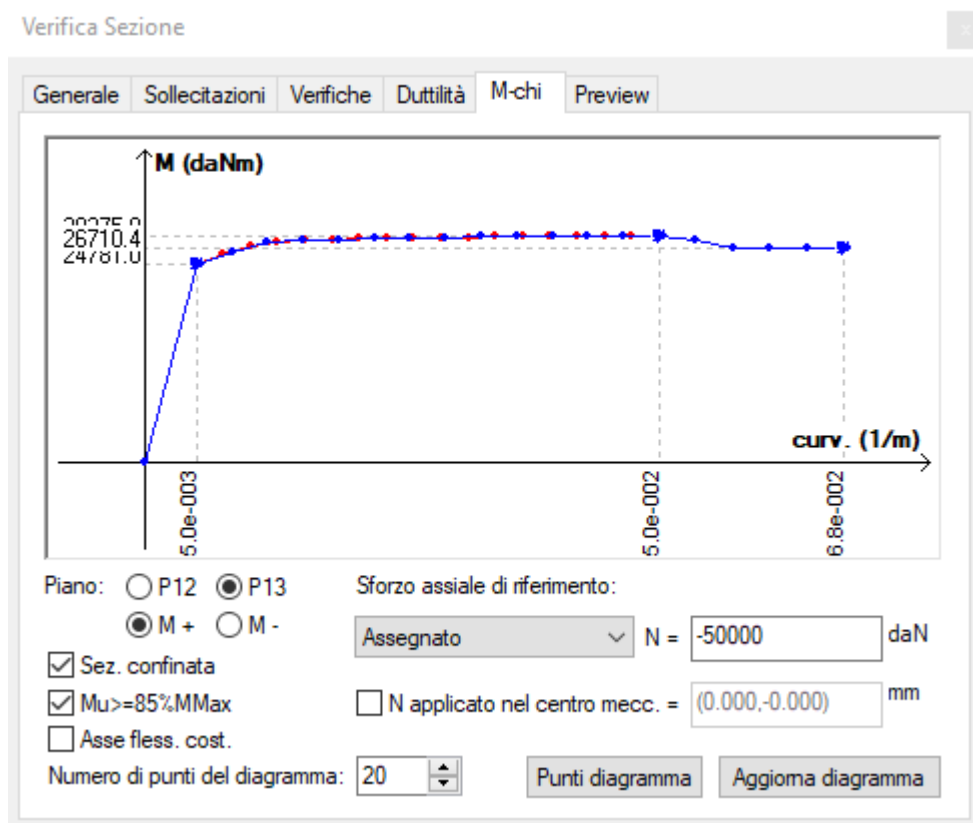 Verifica Sezione
x
Generale Sollecitazioni Verifiche Duttilità M-chi Preview
M (daNm)
26710.4
24781.0
curv. (1/m)
5.0e-003 5.0e-002 6.8e-002
Piano: P12 P13 Sforzo assiale di riferimento:
M + M - Assegnato N = -50000 daN
Sez. confinata
Mu>=85%MMax N applicato nel centro mecc. = (0.000,-0.000) mm
Asse fless. cost.
Numero di punti del diagramma: 20 Punti diagramma Aggiorna diagramma